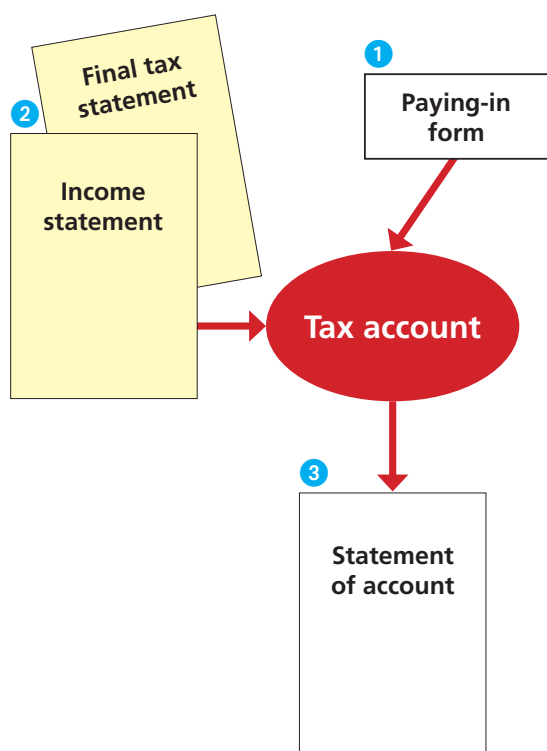 1
Paying-in
form
2
Final tax
statement
Income
statement
Tax account
3
Statement
of account